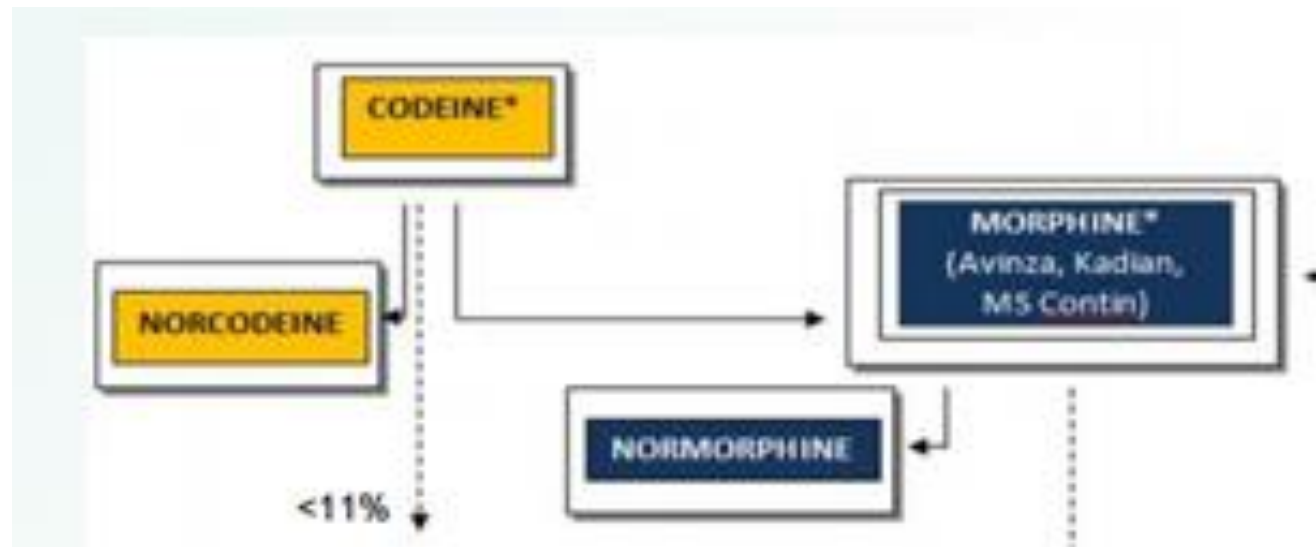 CODEINE*
MORPHINE*
(Avinza, Kadian,
MS Contin)
NORCODEINE
NORMORPHINE
<11%